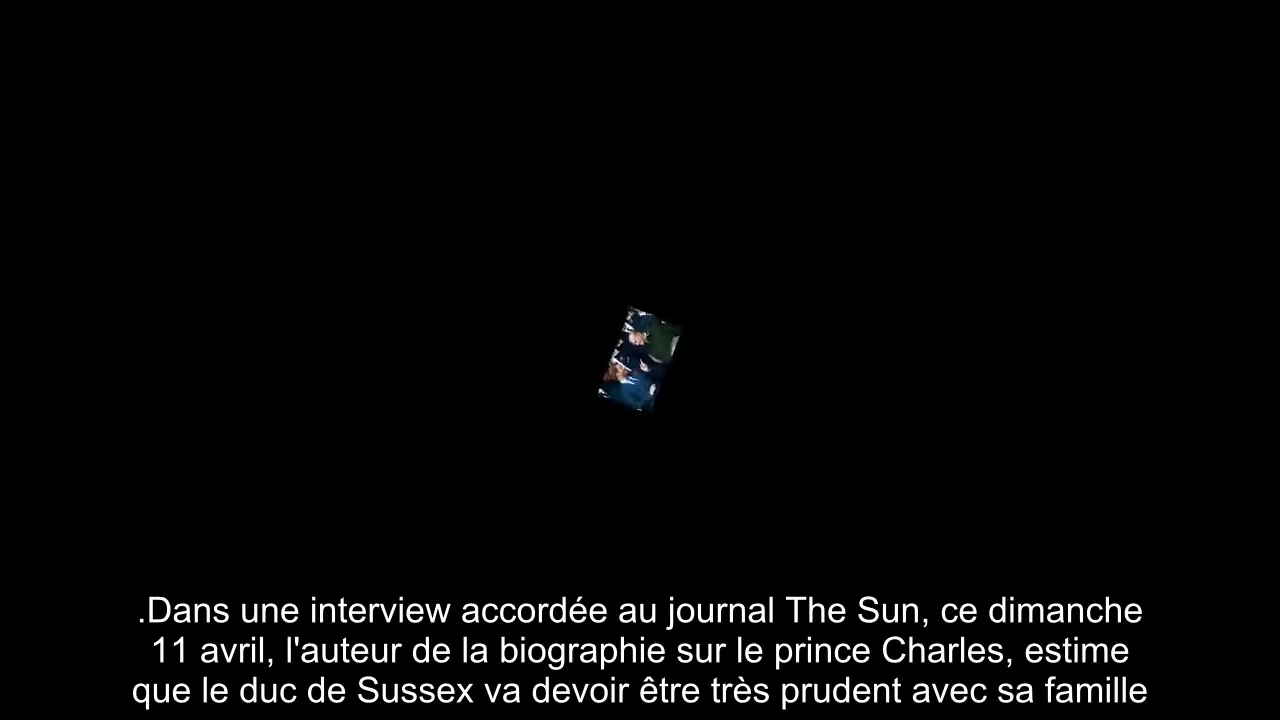 .Dans une interview accordée au journal The Sun, ce dimanche
11 avril, l'auteur de la biographie sur le prince Charles, estime
que le duc de Sussex va devoir être très prudent avec sa famille